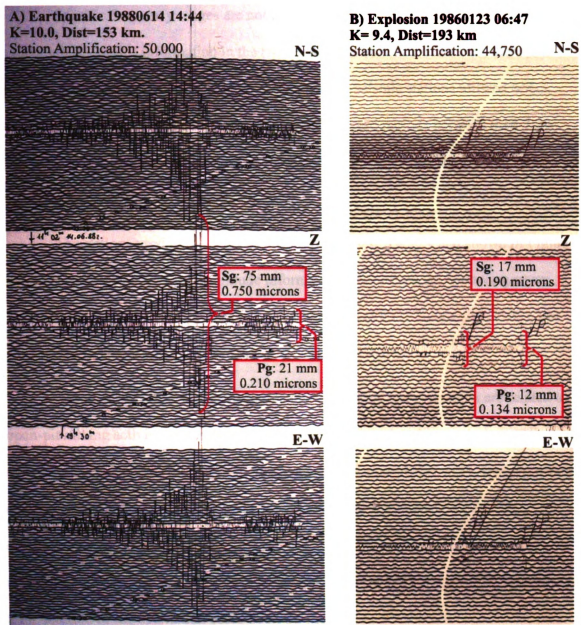 A) Earthquake 19880614 14:44
K=10.0, Dist=153 km.
Station Amplification: 50,000
N-S
Z
Sg: 75 mm
0.750 microns
Pg: 21 mm
0.210 microns
E-W
B) Explosion 19860123 06:47
K= 9.4, Dist=193 km
Station Amplification: 44,750
N-S
Z
Sg: 17 mm
0.190 microns
Pg: 12 mm
0.134 microns
E-W